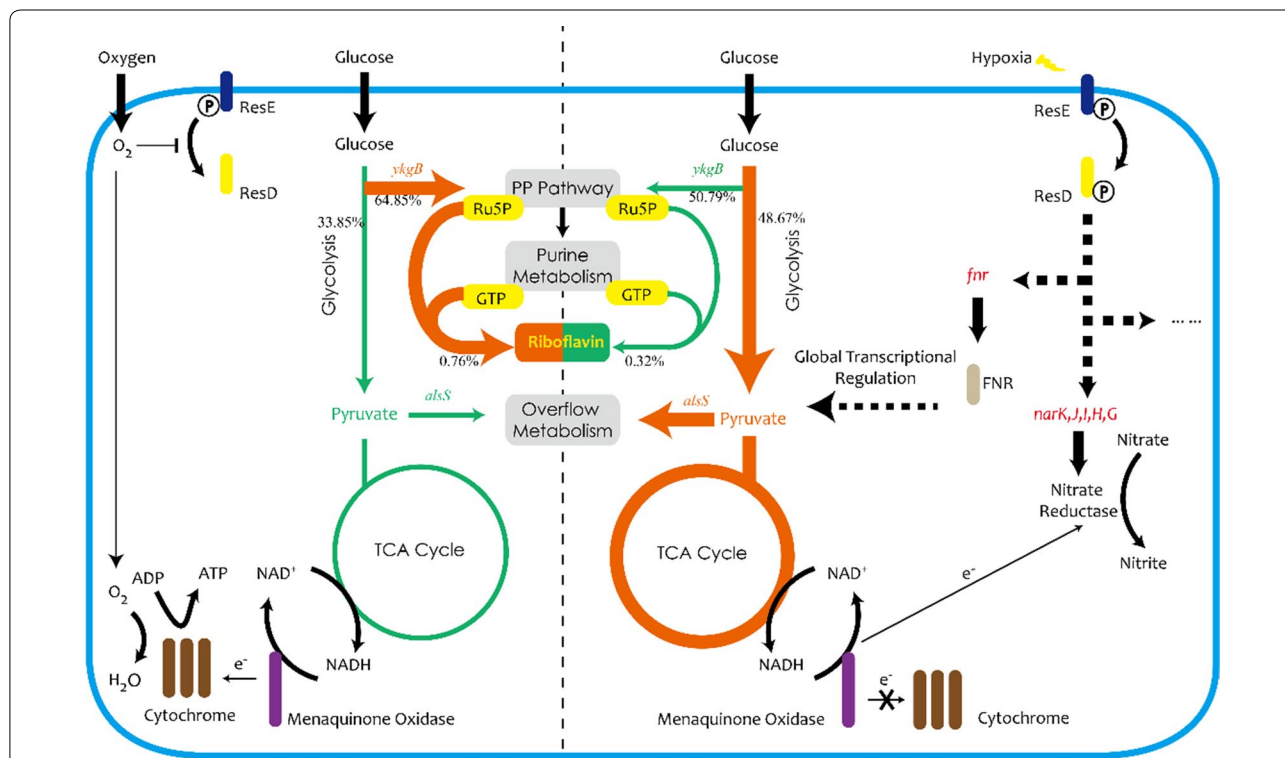 Oxygen
Glucose
Glucose
Hypoxia
P
ResE
ResE
P
O2
Glucose
Glucose
ykgB
ykgB
PP Pathway
ResD
64.85%
50.79%
ResD
P
Ru5P
Ru5P
33.85%
48.67%
Glycolysis
Glycolysis
Purine
Metabolism
fnr
GTP
GTP
... ...
Riboflavin
0.76%
0.32%
Global Transcriptional
Regulation
FNR
Pyruvate
alsS
Overflow
Metabolism
alsS
Pyruvate
narK,J,I,H,G
Nitrate
Nitrate
Reductase
TCA Cycle
TCA Cycle
Nitrite
O2
ADP
ATP
NAD+
NAD+
e-
H2O
e-
NADH
NADH
e-
Cytochrome
Menaquinone Oxidase
Menaquinone Oxidase
Cytochrome